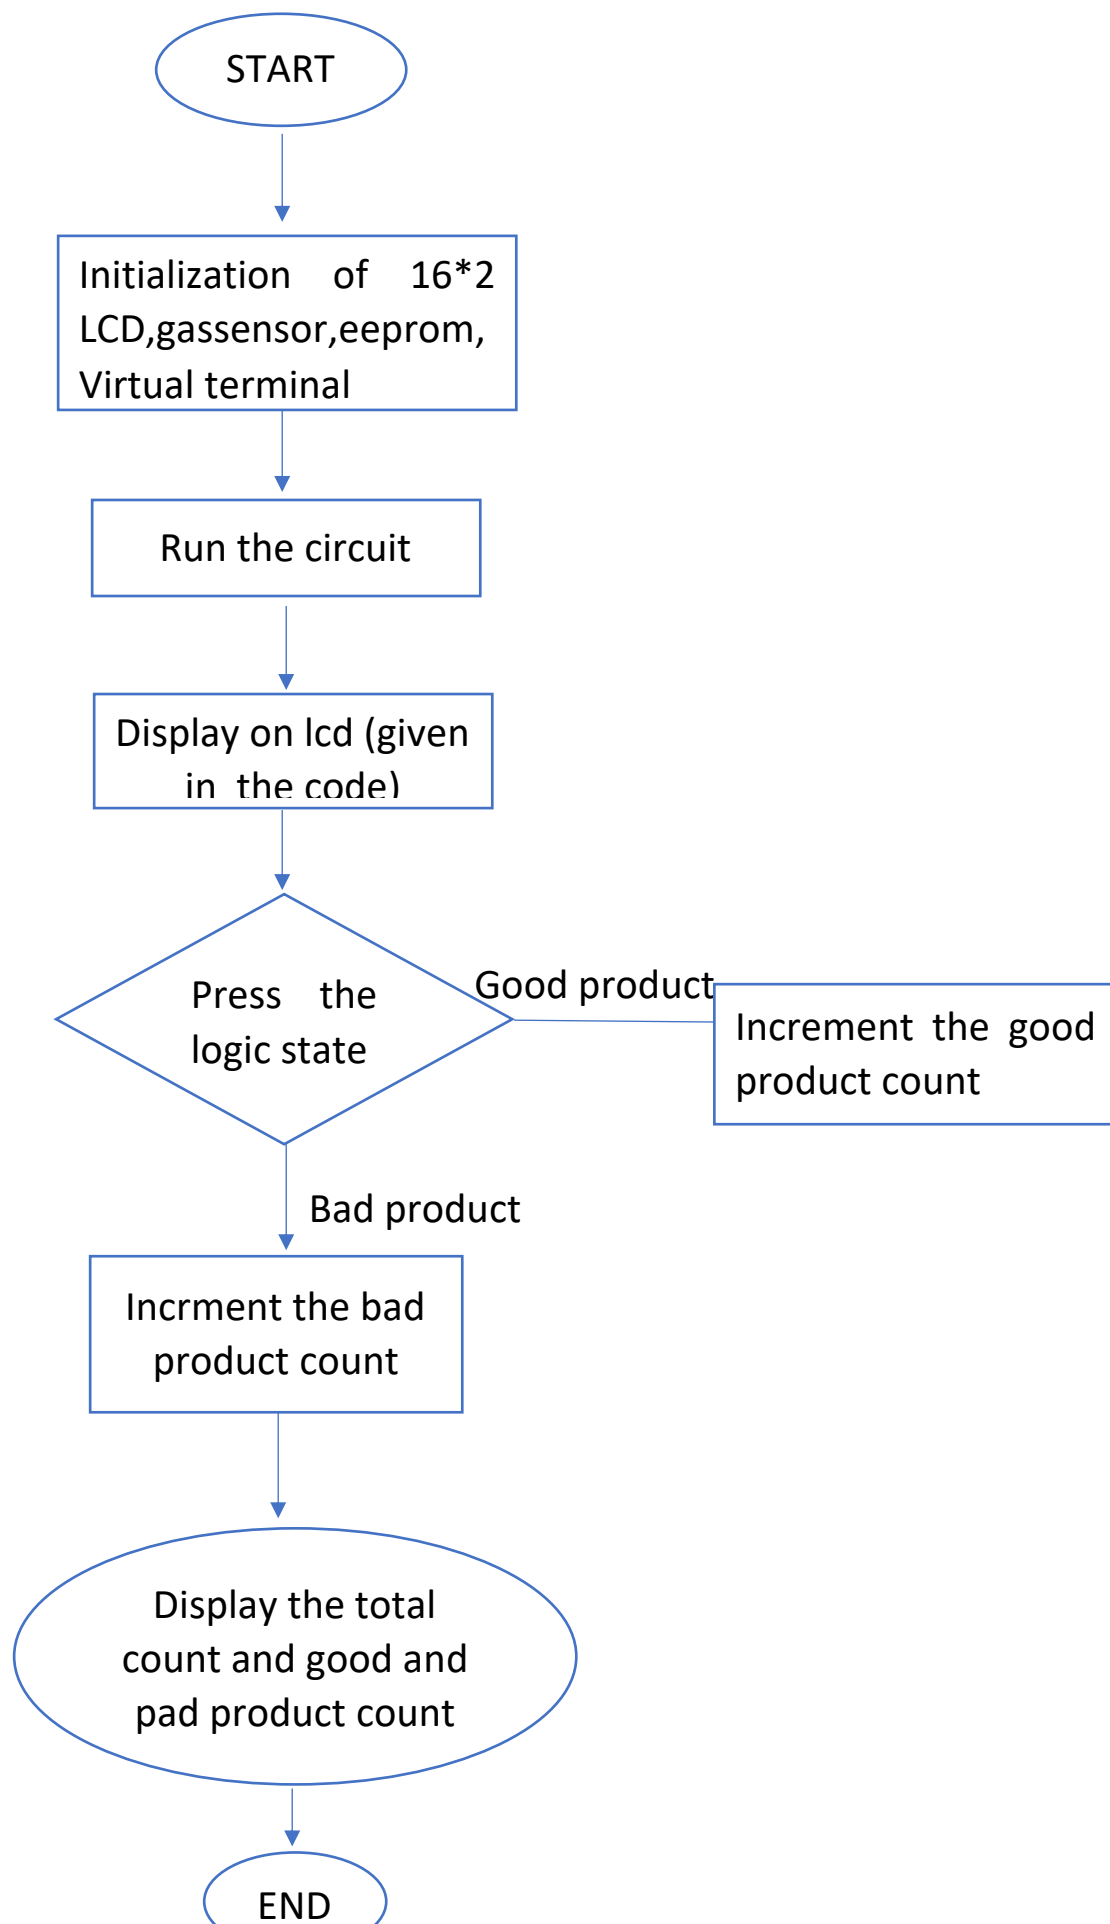 START
Initialization of 16*2
LCD,gassensor,eeprom,
Virtual terminal
Run the circuit
Display on lcd (given
in the code)
Press the
logic state
Good product
Increment the good
product count
Bad product
Incrment the bad
product count
Display the total
count and good and
pad product count
END